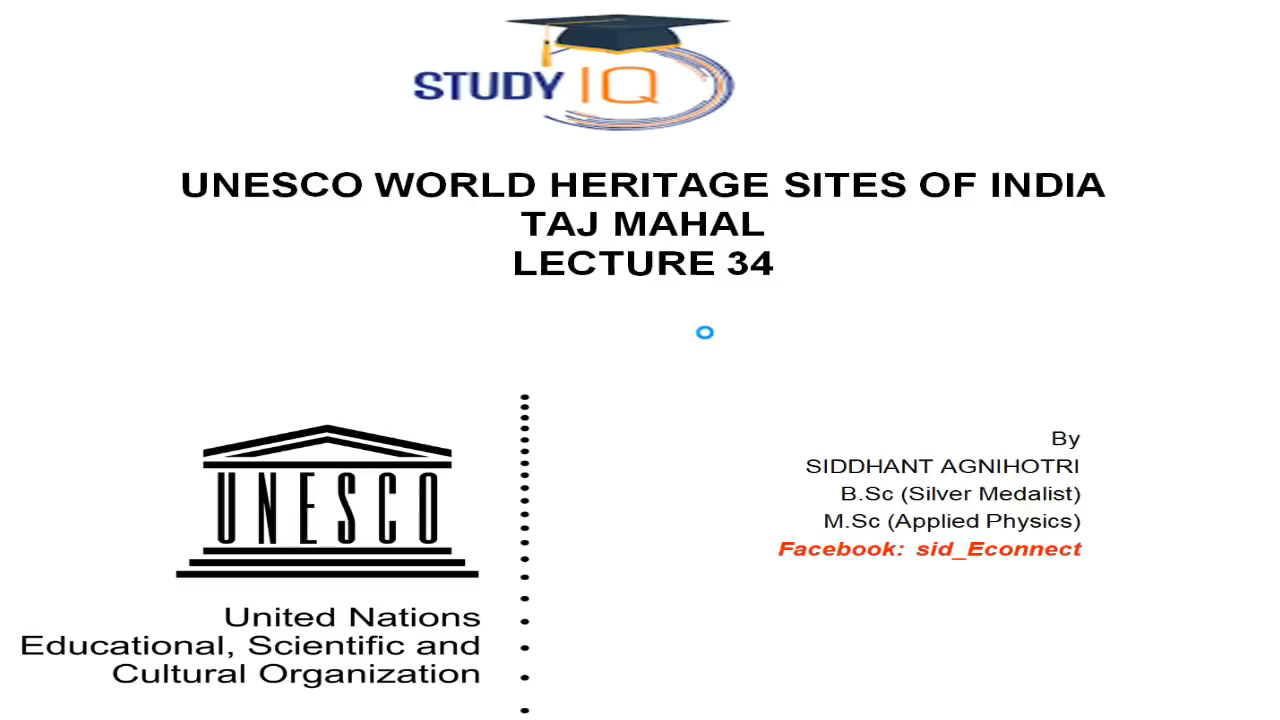 STUDY IQ
UNESCO WORLD HERITAGE SITES OF INDIA
TAJ MAHAL
LECTURE 34
By
SIDDHANT AGNIHOTRI
B.Sc (Silver Medalist)
M.Sc (Applied Physics)
Facebook: sid_Econnect
UNESCO
United Nations
Educational, Scientific and
Cultural Organization